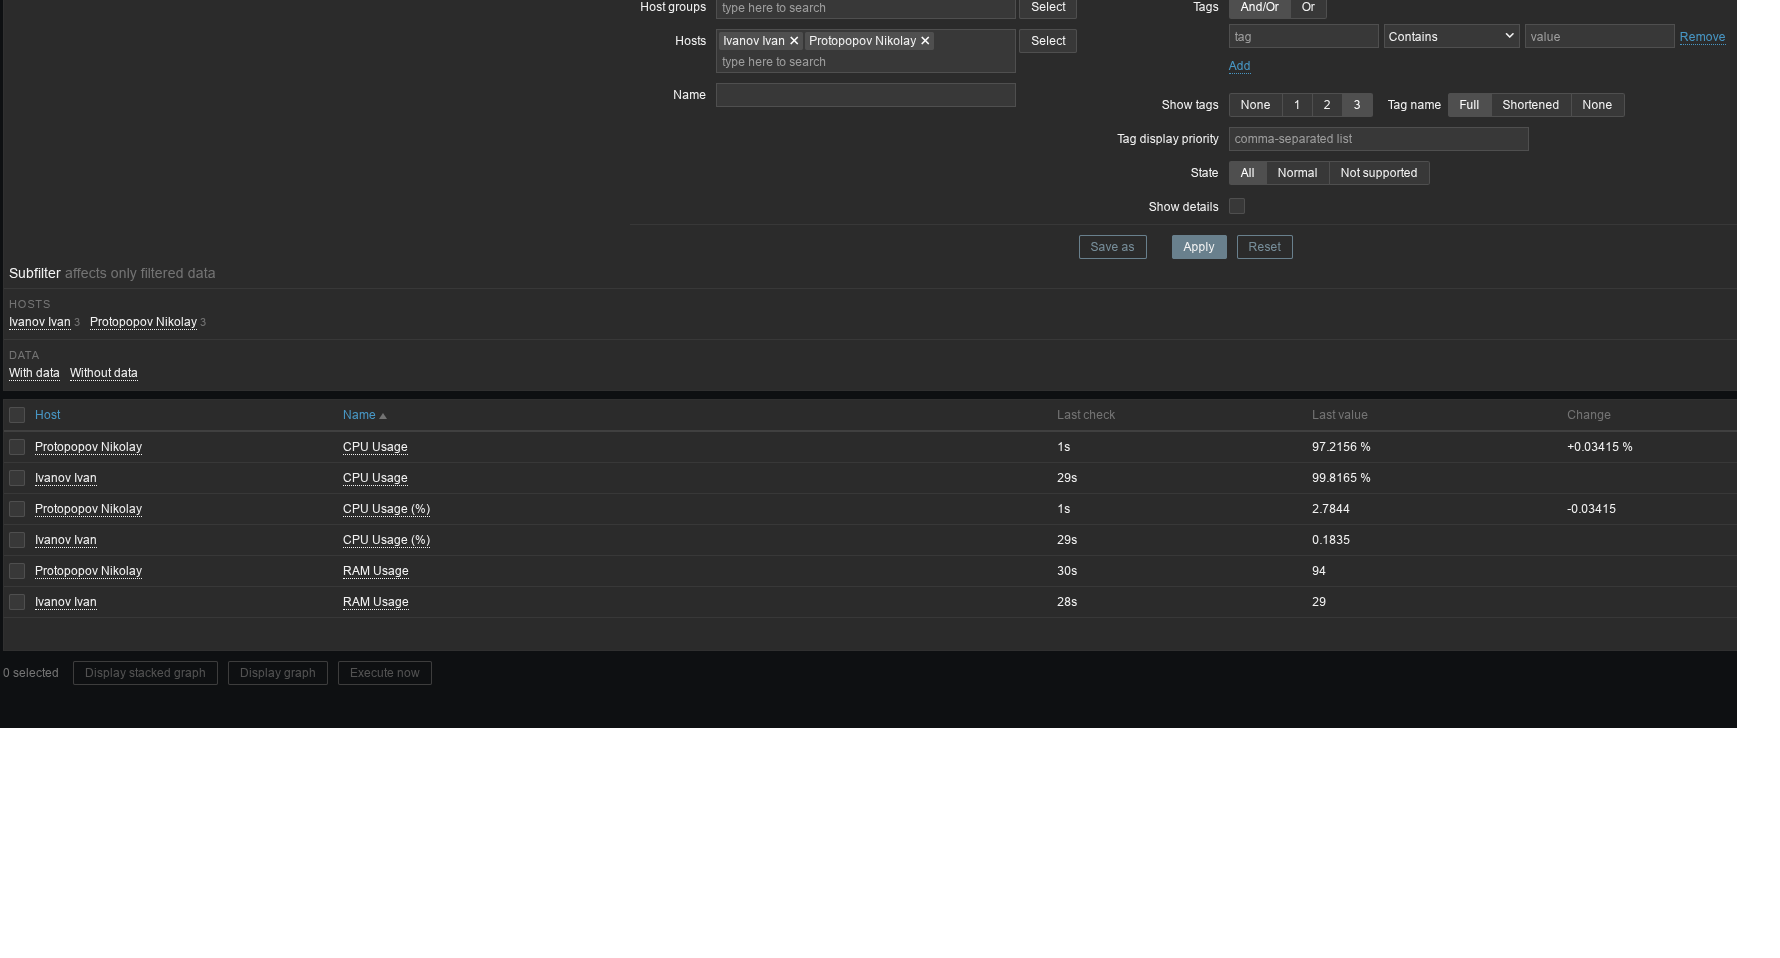 Host groups type here to search Select Tags And/Or Or
Hosts Ivanov Ivan Protopopov Nikolay Select tag Contains value Remove
type here to search Add
Name
Show tags None 1 2 3 Tag name Full Shortened None
Tag display priority comma-separated list
State All Normal Not supported
Show details
Save as Apply Reset
Subfilter affects only filtered data
HOSTS
Ivanov Ivan 3 Protopopov Nikolay 3
DATA
With data Without data
Host Name Last check Last value Change
Protopopov Nikolay CPU Usage 1s 97.2156 % +0.03415 %
Ivanov Ivan CPU Usage 29s 99.8165 %
Protopopov Nikolay CPU Usage (%) 1s 2.7844 -0.03415
Ivanov Ivan CPU Usage (%) 29s 0.1835
Protopopov Nikolay RAM Usage 30s 94
Ivanov Ivan RAM Usage 28s 29
0 selected Display stacked graph Display graph Execute now